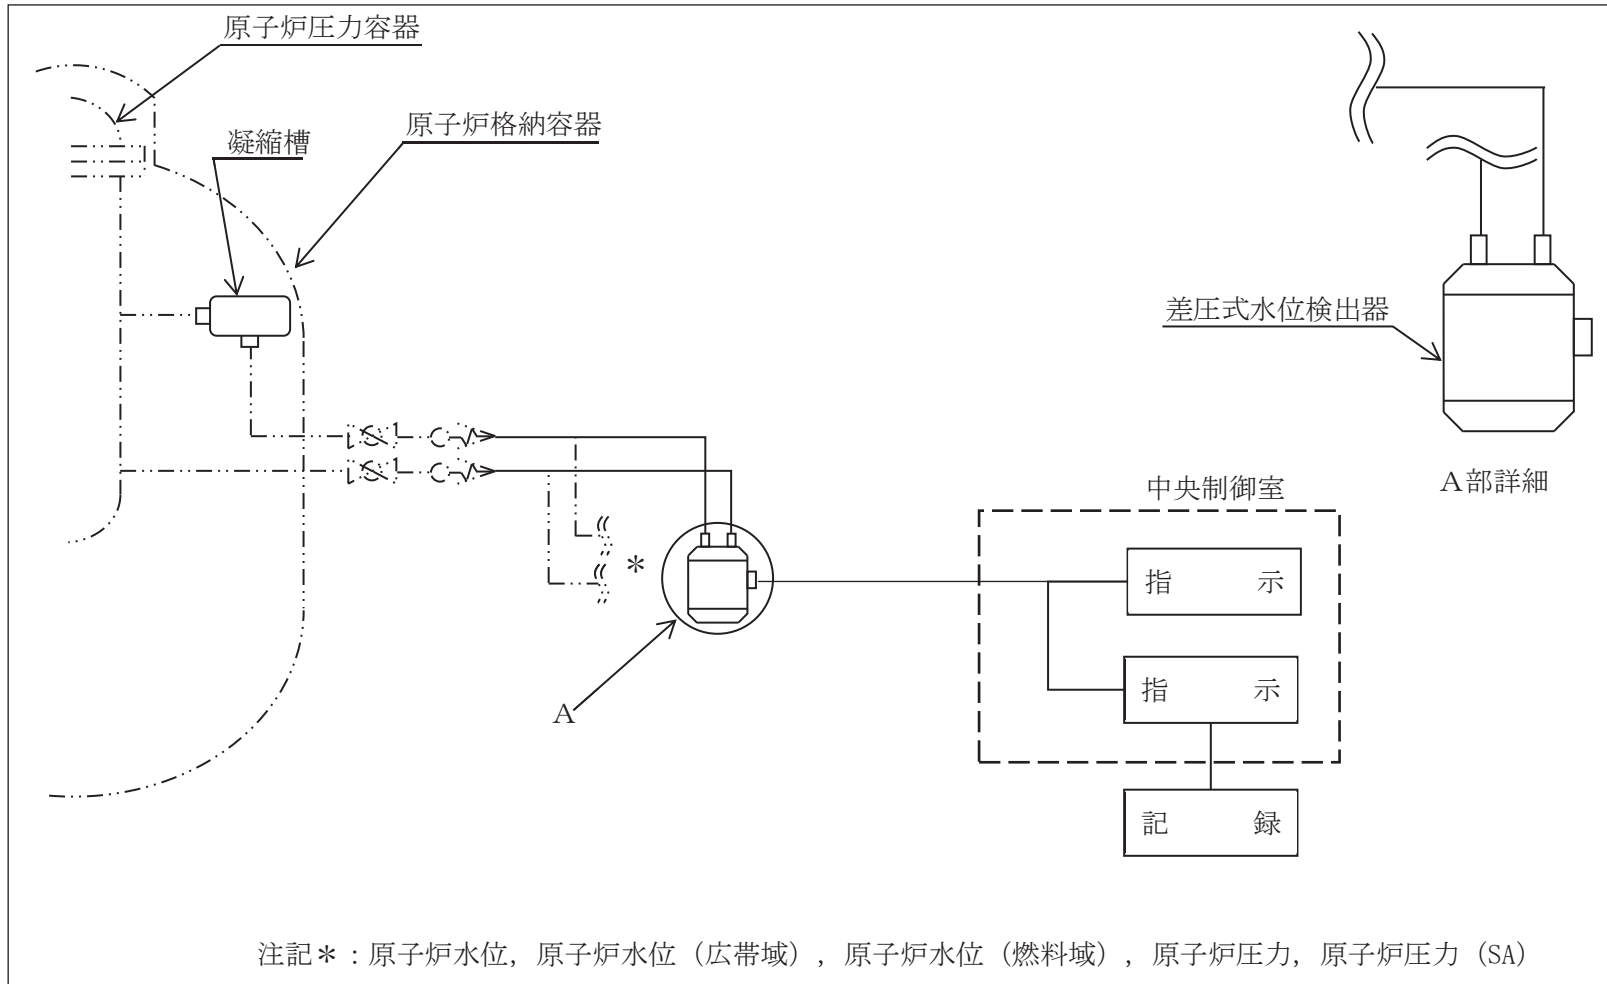 原子炉圧力容器
原子炉格納容器
凝縮槽
差圧式水位検出器
A部詳細
中央制御室
指 示
指 示
記 録
*
A
注記*:原子炉水位,原子炉水位(広帯域),原子炉水位(燃料域),原子炉圧力,原子炉圧力(SA)